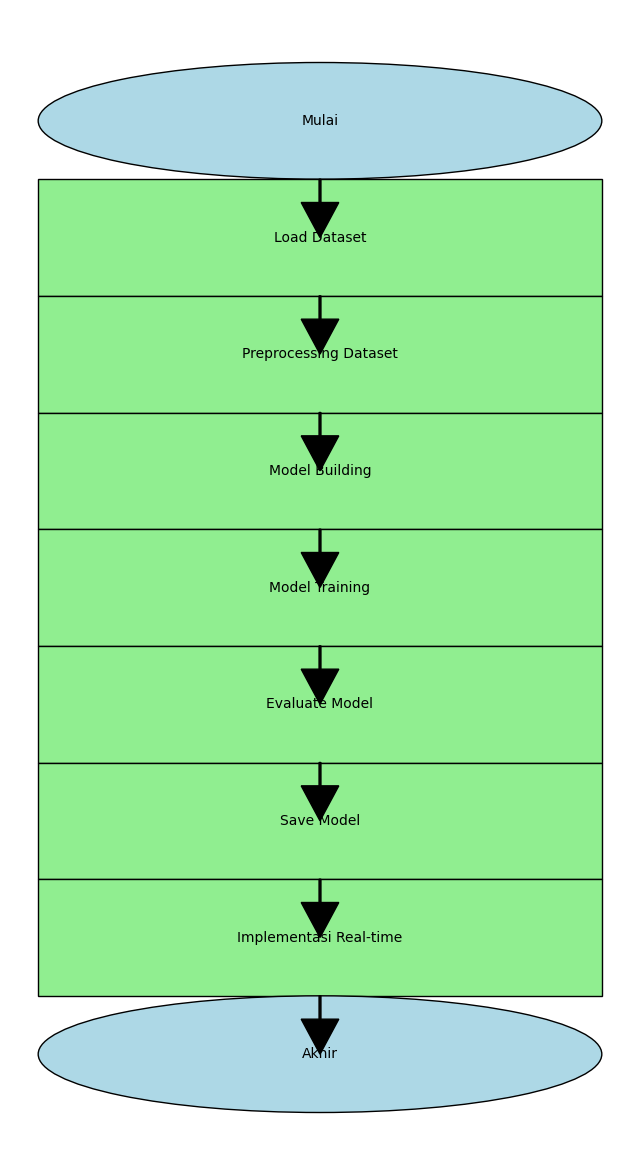 Mulai
Load Dataset
Preprocessing Dataset
Model Building
Model Training
Evaluate Model
Save Model
Implementasi Real-time
Akhir